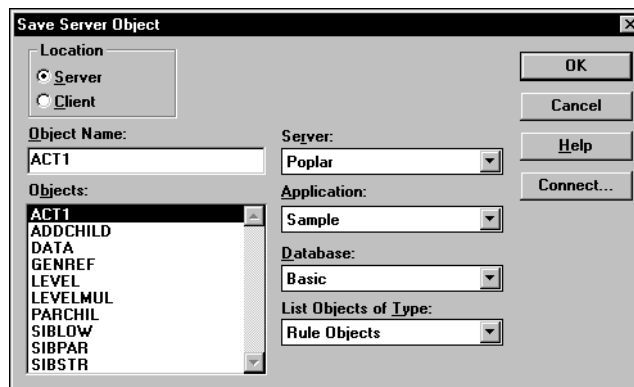 Save Server Object
Location
Server
Client
Object Name:
ACT1
Objects:
ACT1
ADDCHILD
DATA
GENREF
LEVEL
LEVELMUL
PARCHIL
SIBLOW
SIBPAR
SIBSTR
Server:
Poplar
Application:
Sample
Database:
Basic
List Objects of Type:
Rule Objects
OK
Cancel
Help
Connect...